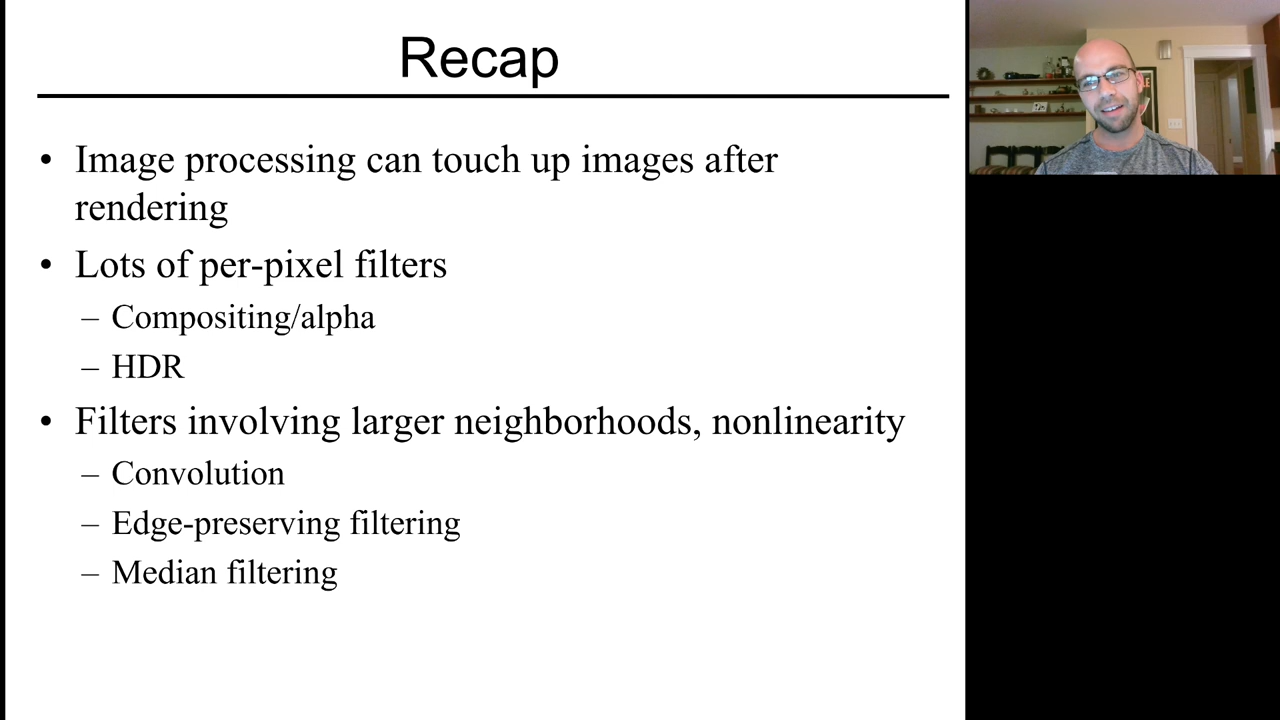 Recap
• Image processing can touch up images after
rendering
• Lots of per-pixel filters
– Compositing/alpha
– HDR
• Filters involving larger neighborhoods, nonlinearity
– Convolution
– Edge-preserving filtering
– Median filtering